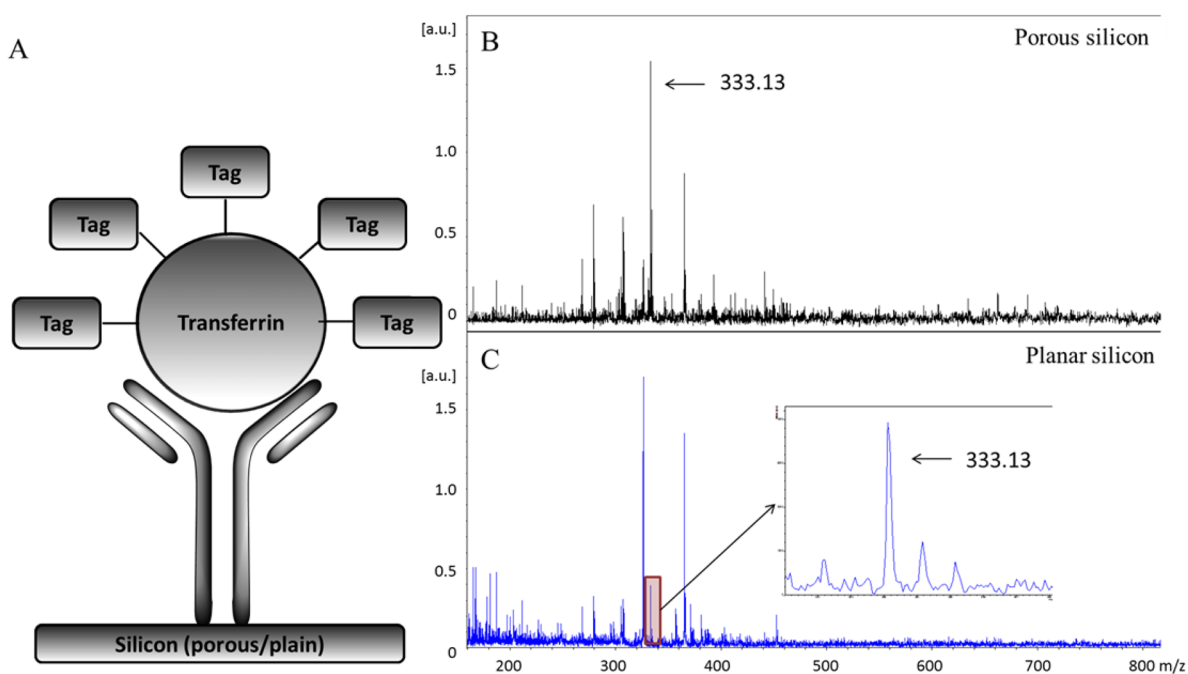 A
Tag
Tag
Tag
Tag
Tag
Transferrin
Silicon (porous/plain)
B
Porous silicon
[a.u.]
1.5
1.0
0.5
0
333.13
C
Planar silicon
[a.u.]
1.5
1.0
0.5
0
333.13
200 300 400 500 600 700 800 m/z